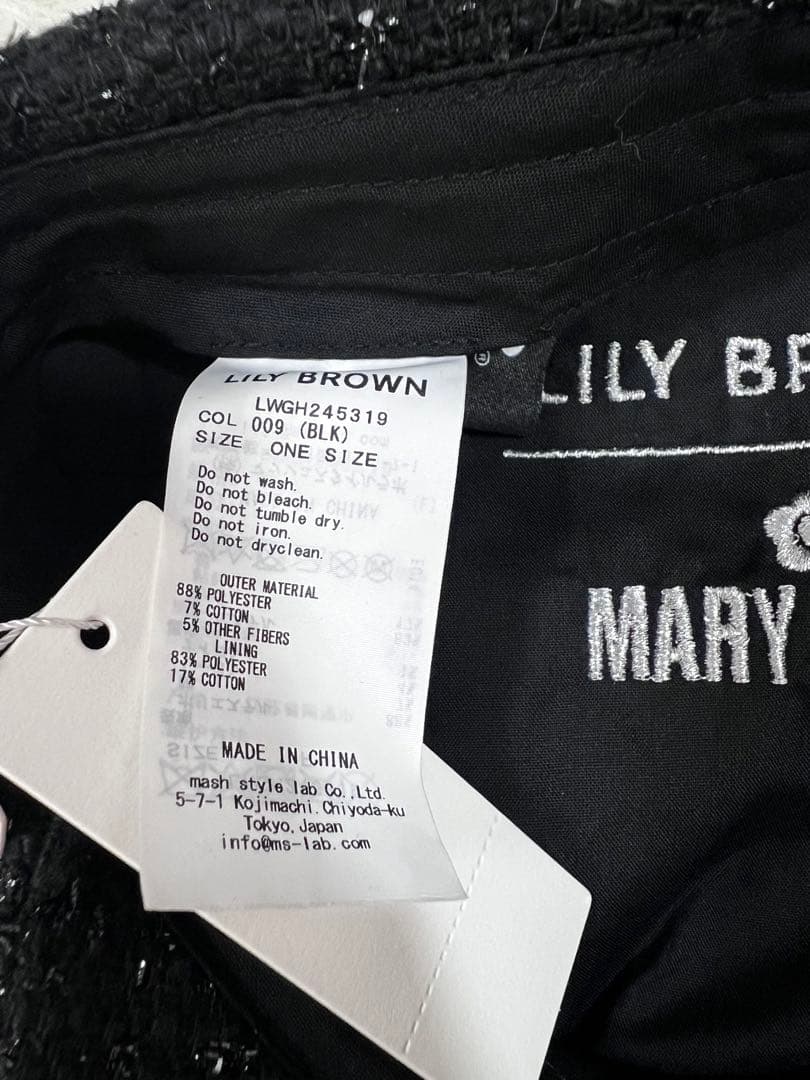 LILY BROWN
LWGH245319
COL 009 (BLK)
SIZE ONE SIZE
Do not wash.
Do not bleach.
Do not tumble dry.
Do not iron.
Do not dryclean.
OUTER MATERIAL
88% POLYESTER
7% COTTON
5% OTHER FIBERS
LINING
83% POLYESTER
17% COTTON
MADE IN CHINA
mash style lab Co.,Ltd.
5-7-1 Kojimachi.Chiyoda-ku
Tokyo,Japan
info@ms-lab.com
LILY BR
MARY